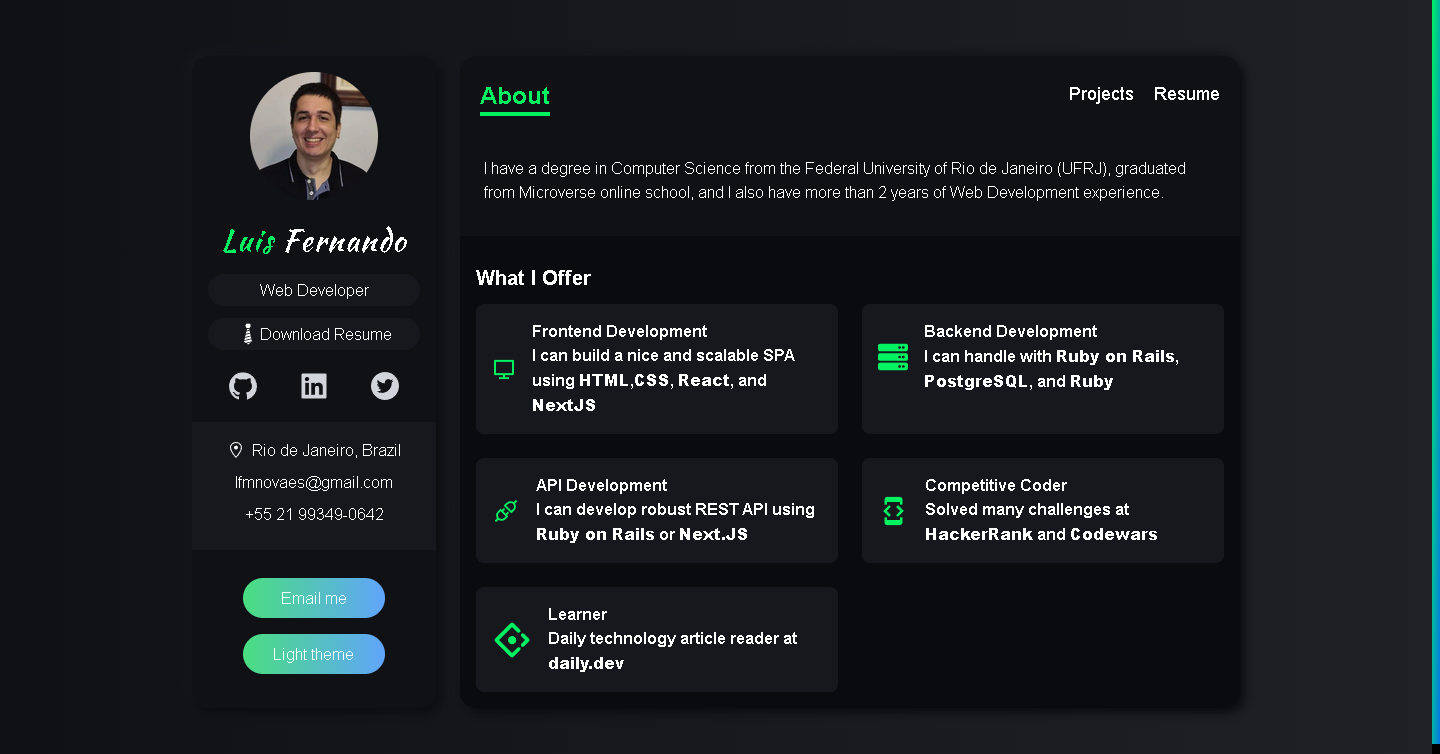 Luis Fernando
Web Developer
Download Resume
Rio de Janeiro, Brazil
lfmnovaes@gmail.com
+55 21 99349-0642
Email me
Light theme
About
Projects
Resume
I have a degree in Computer Science from the Federal University of Rio de Janeiro (UFRJ), graduated
from Microverse online school, and I also have more than 2 years of Web Development experience.
What I Offer
Frontend Development
I can build a nice and scalable SPA
using HTML,CSS, React, and
NextJS
Backend Development
I can handle with Ruby on Rails,
PostgreSQL, and Ruby
API Development
I can develop robust REST API using
Ruby on Rails or Next.JS
Competitive Coder
Solved many challenges at
HackerRank and Codewars
Learner
Daily technology article reader at
daily.dev